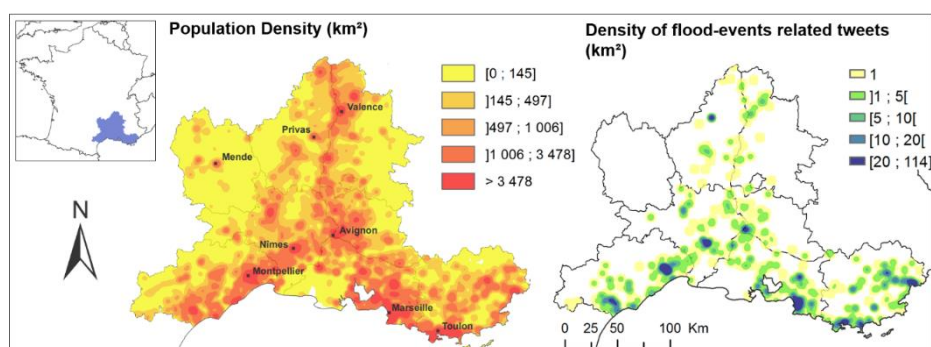 Population Density (km²)
[0 ; 145]
]145 ; 497]
]497 ; 1 006]
]1 006 ; 3 478]
> 3 478
Valence
Privas
Mende
Avignon
Nîmes
Montpellier
Marseille
Toulon
N
Density of flood-events related tweets
(km²)
1
]1 ; 5[
[5 ; 10[
[10 ; 20[
[20 ; 114]
0 25 50 100 Km